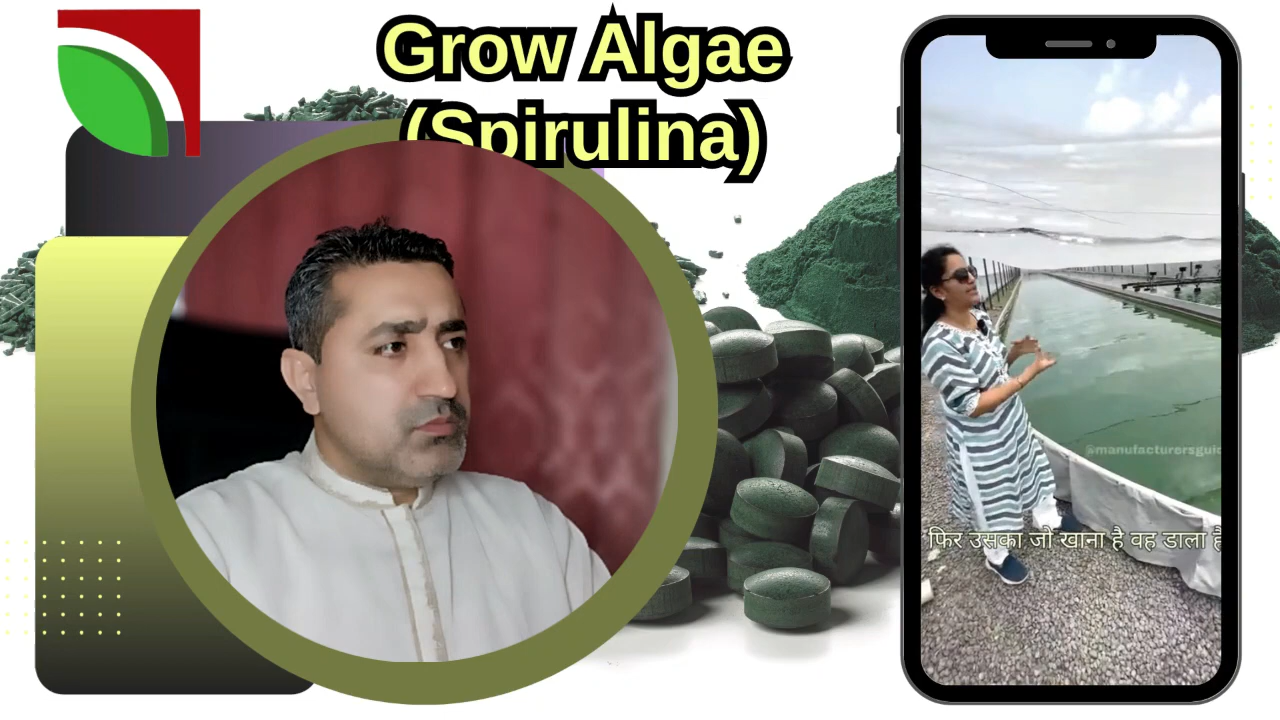 Grow Algae
(Spirulina)
@manufacturersguid
फिर उसका जो खाना है वह डाला है